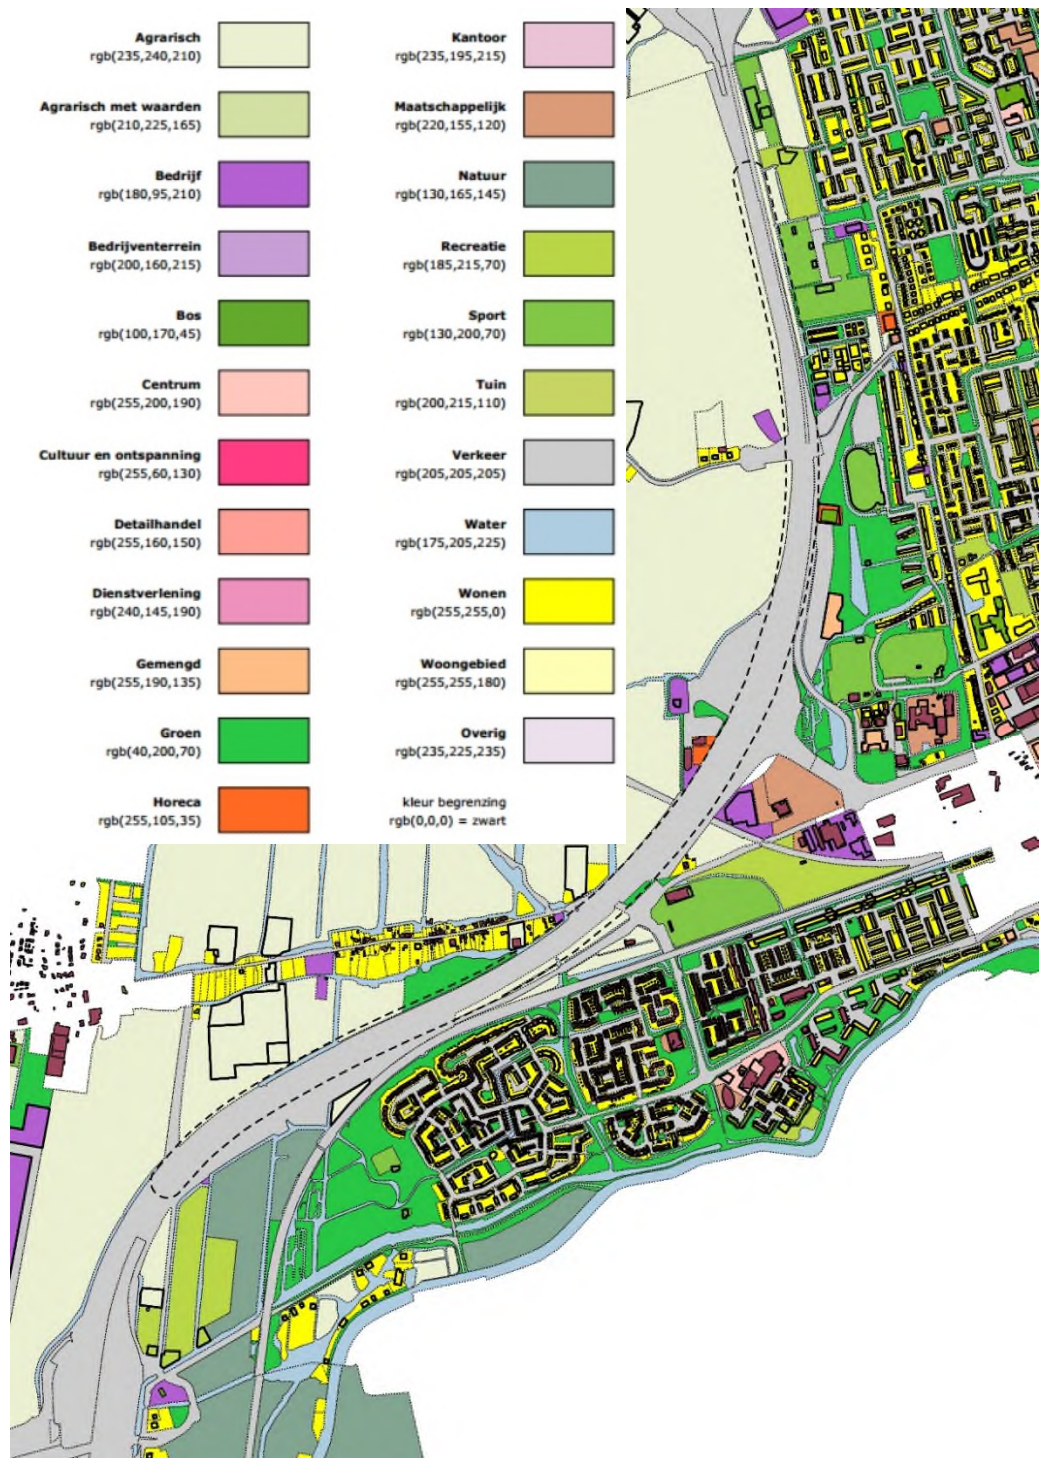 Agrarisch
rgb(235,240,210)
Agrarisch met waarden
rgb(210,225,165)
Bedrijf
rgb(180,95,210)
Bedrijventerrein
rgb(200,160,215)
Bos
rgb(100,170,45)
Centrum
rgb(255,200,190)
Cultuur en ontspanning
rgb(255,60,130)
Detailhandel
rgb(255,160,150)
Dienstverlening
rgb(240,145,190)
Gemengd
rgb(255,190,135)
Groen
rgb(40,200,70)
Horeca
rgb(255,105,35)
Kantoor
rgb(235,195,215)
Maatschappelijk
rgb(220,155,120)
Natuur
rgb(130,165,145)
Recreatie
rgb(185,215,70)
Sport
rgb(130,200,70)
Tuin
rgb(200,215,110)
Verkeer
rgb(205,205,205)
Water
rgb(175,205,225)
Wonen
rgb(255,255,0)
Woongebied
rgb(255,255,180)
Overig
rgb(235,225,235)
kleur begrenzing
rgb(0,0,0) = zwart